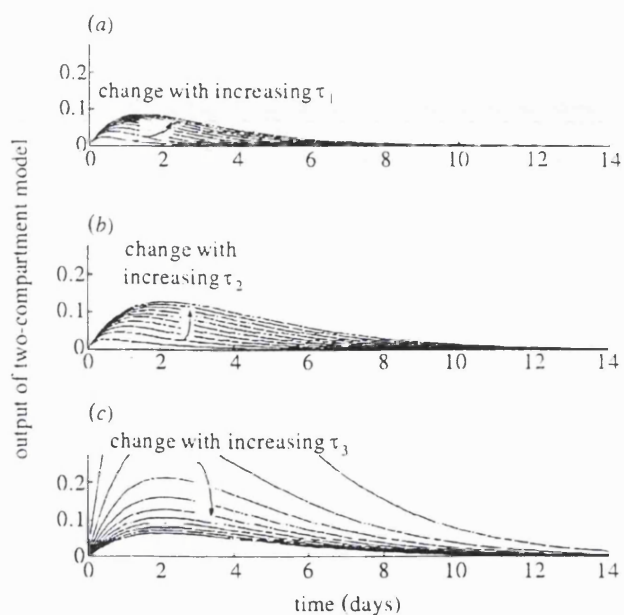 (a)
0.2
change with increasing τ₁
0.1
0
0 2 4 6 8 10 12 14
(b)
change with
increasing τ₂
0.2
0.1
0
0 2 4 6 8 10 12 14
(c)
change with increasing τ₃
0.2
0.1
0
0 2 4 6 8 10 12 14
time (days)
output of two-compartment model